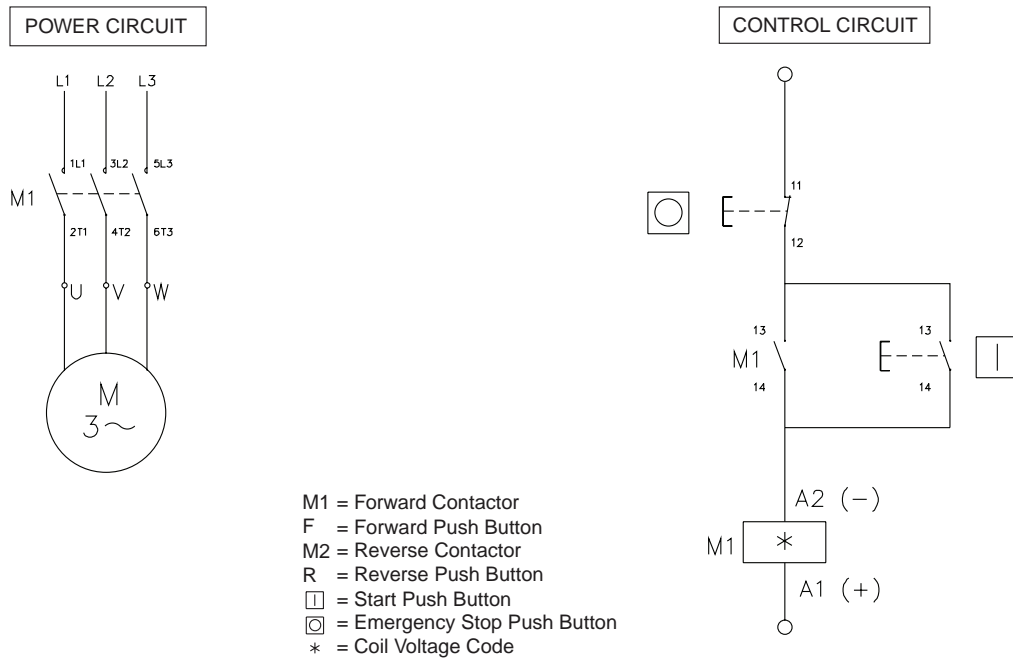 POWER CIRCUIT
L1 L2 L3
1L1 3L2 5L3
M1
2T1 4T2 6T3
U V W
M
3~
CONTROL CIRCUIT
11
12
13 13
M1
14 14
A2 (−)
M1 *
A1 (+)
M1 = Forward Contactor
F = Forward Push Button
M2 = Reverse Contactor
R = Reverse Push Button
I = Start Push Button
O = Emergency Stop Push Button
* = Coil Voltage Code